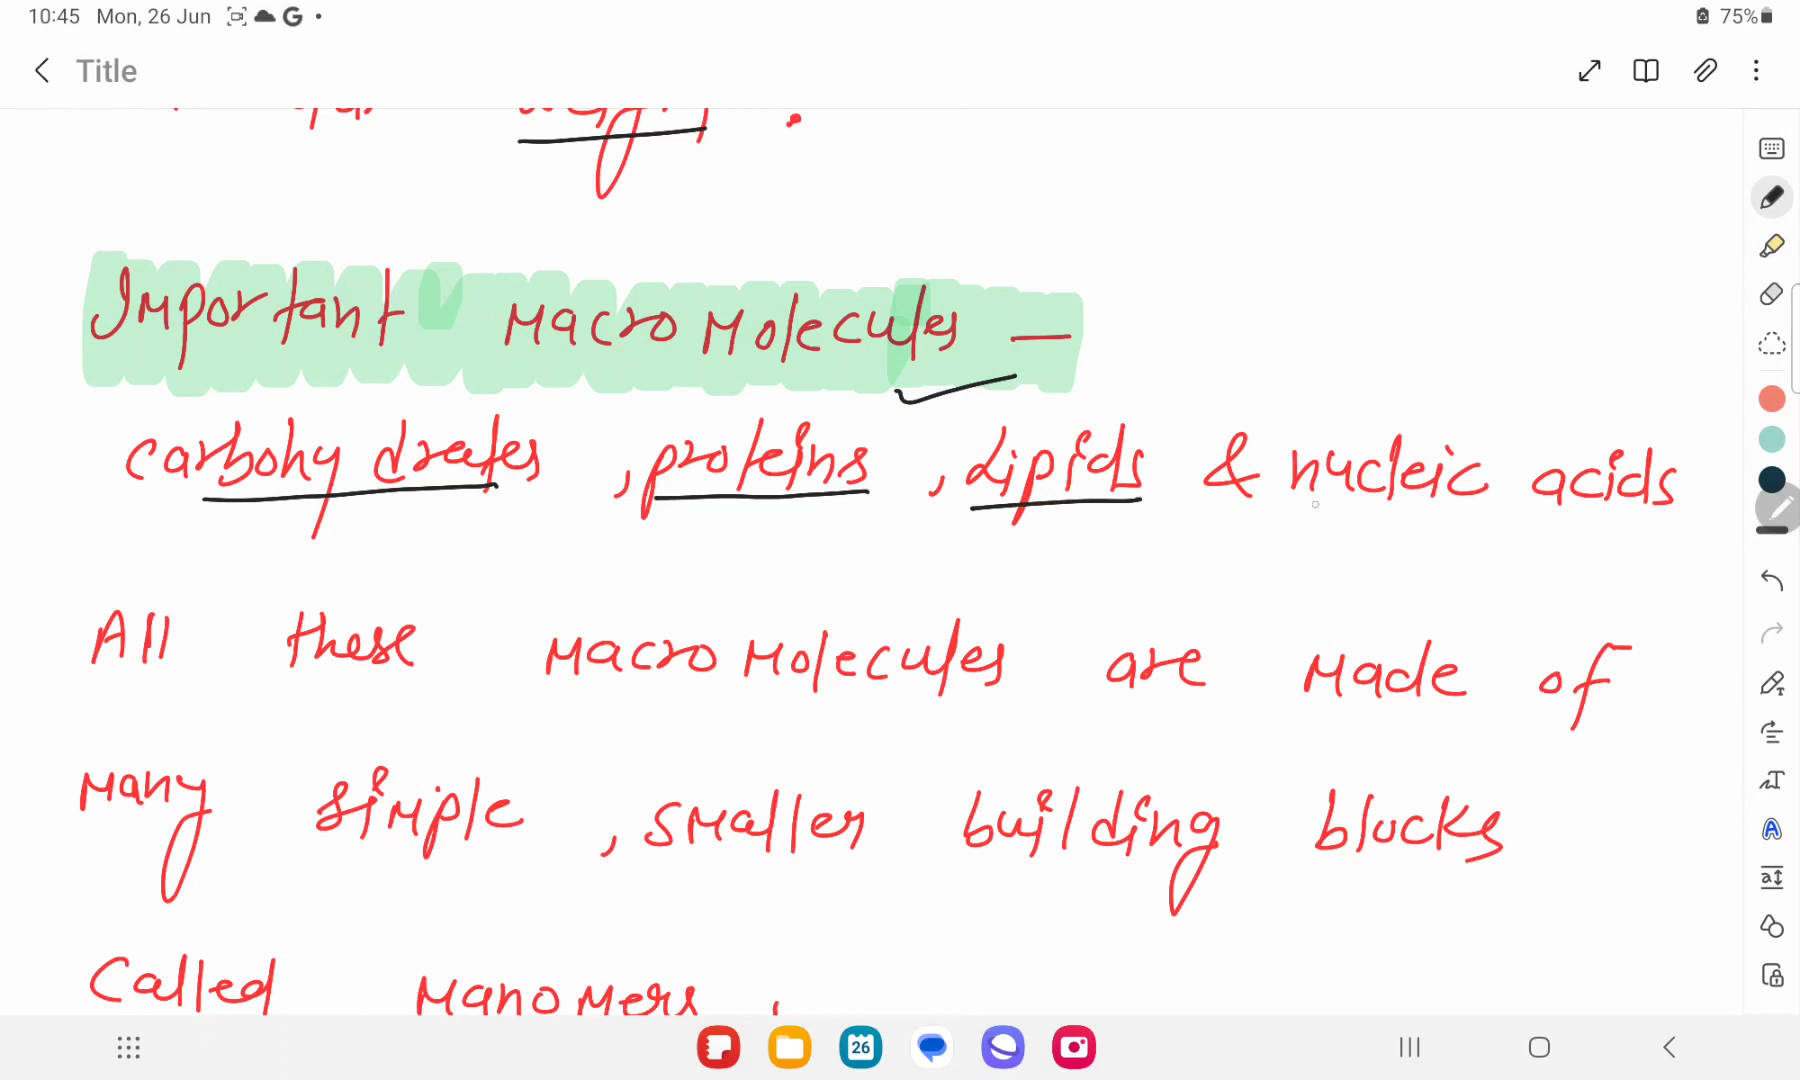 10:45 Mon, 26 Jun
75%
Title
Important Macro Molecules —
carbohydrates , proteins , Lipids & nucleic acids
All these Macro Molecules are Made of
Many simple , smaller building blocks
Called Manomers .
26